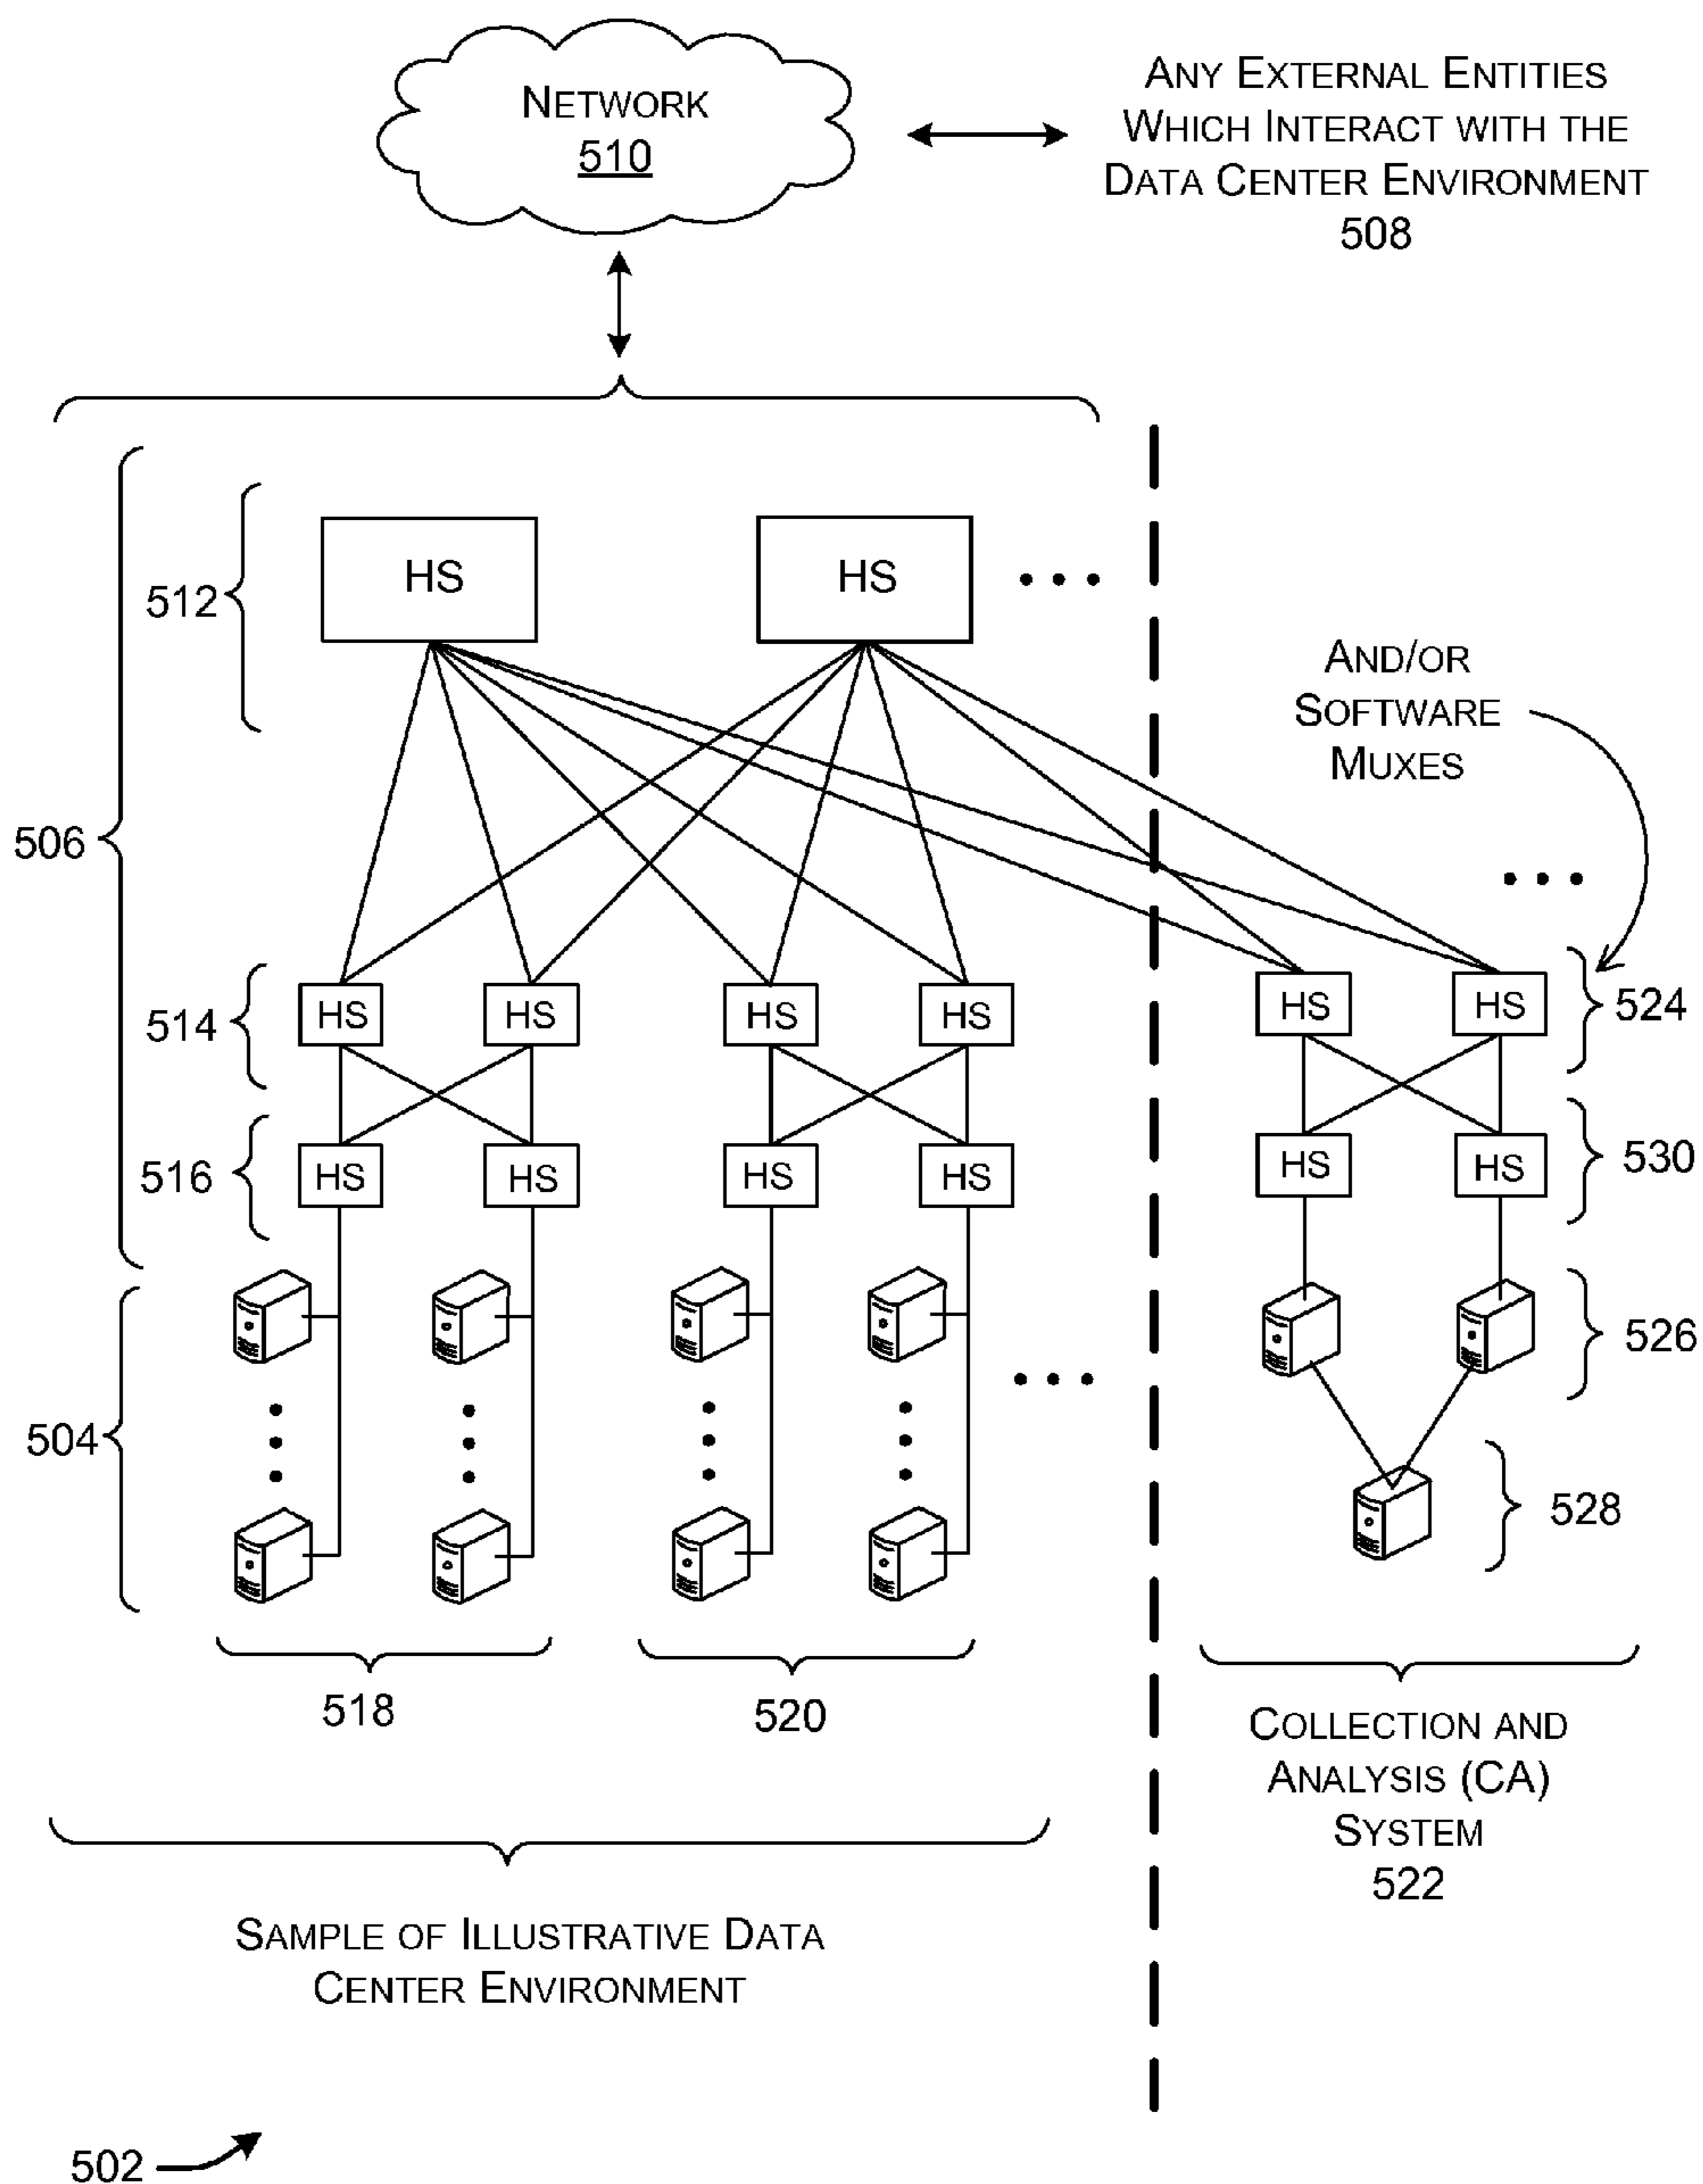 NETWORK
510
ANY EXTERNAL ENTITIES
WHICH INTERACT WITH THE
DATA CENTER ENVIRONMENT
508
512
HS
HS
AND/OR
SOFTWARE
MUXES
506
514
HS
HS
HS
HS
HS
HS
524
516
HS
HS
HS
HS
HS
HS
530
526
504
528
518
520
COLLECTION AND
ANALYSIS (CA)
SYSTEM
522
SAMPLE OF ILLUSTRATIVE DATA
CENTER ENVIRONMENT
502